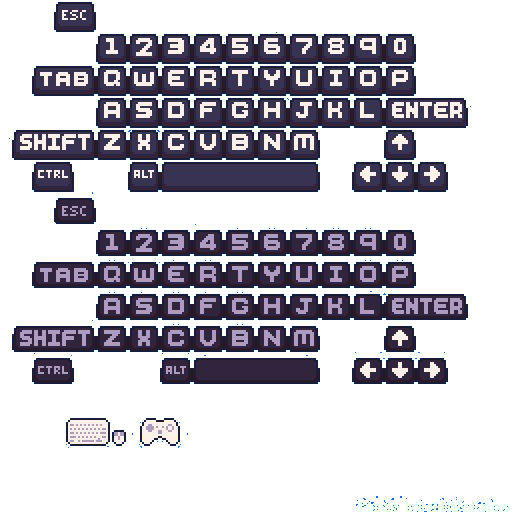 ESC
1 2 3 4 5 6 7 8 9 0
TAB Q W E R T Y U I O P
A S D F G H J K L ENTER
SHIFT Z X C V B N M
CTRL ALT
ESC
1 2 3 4 5 6 7 8 9 0
TAB Q W E R T Y U I O P
A S D F G H J K L ENTER
SHIFT Z X C V B N M
CTRL ALT